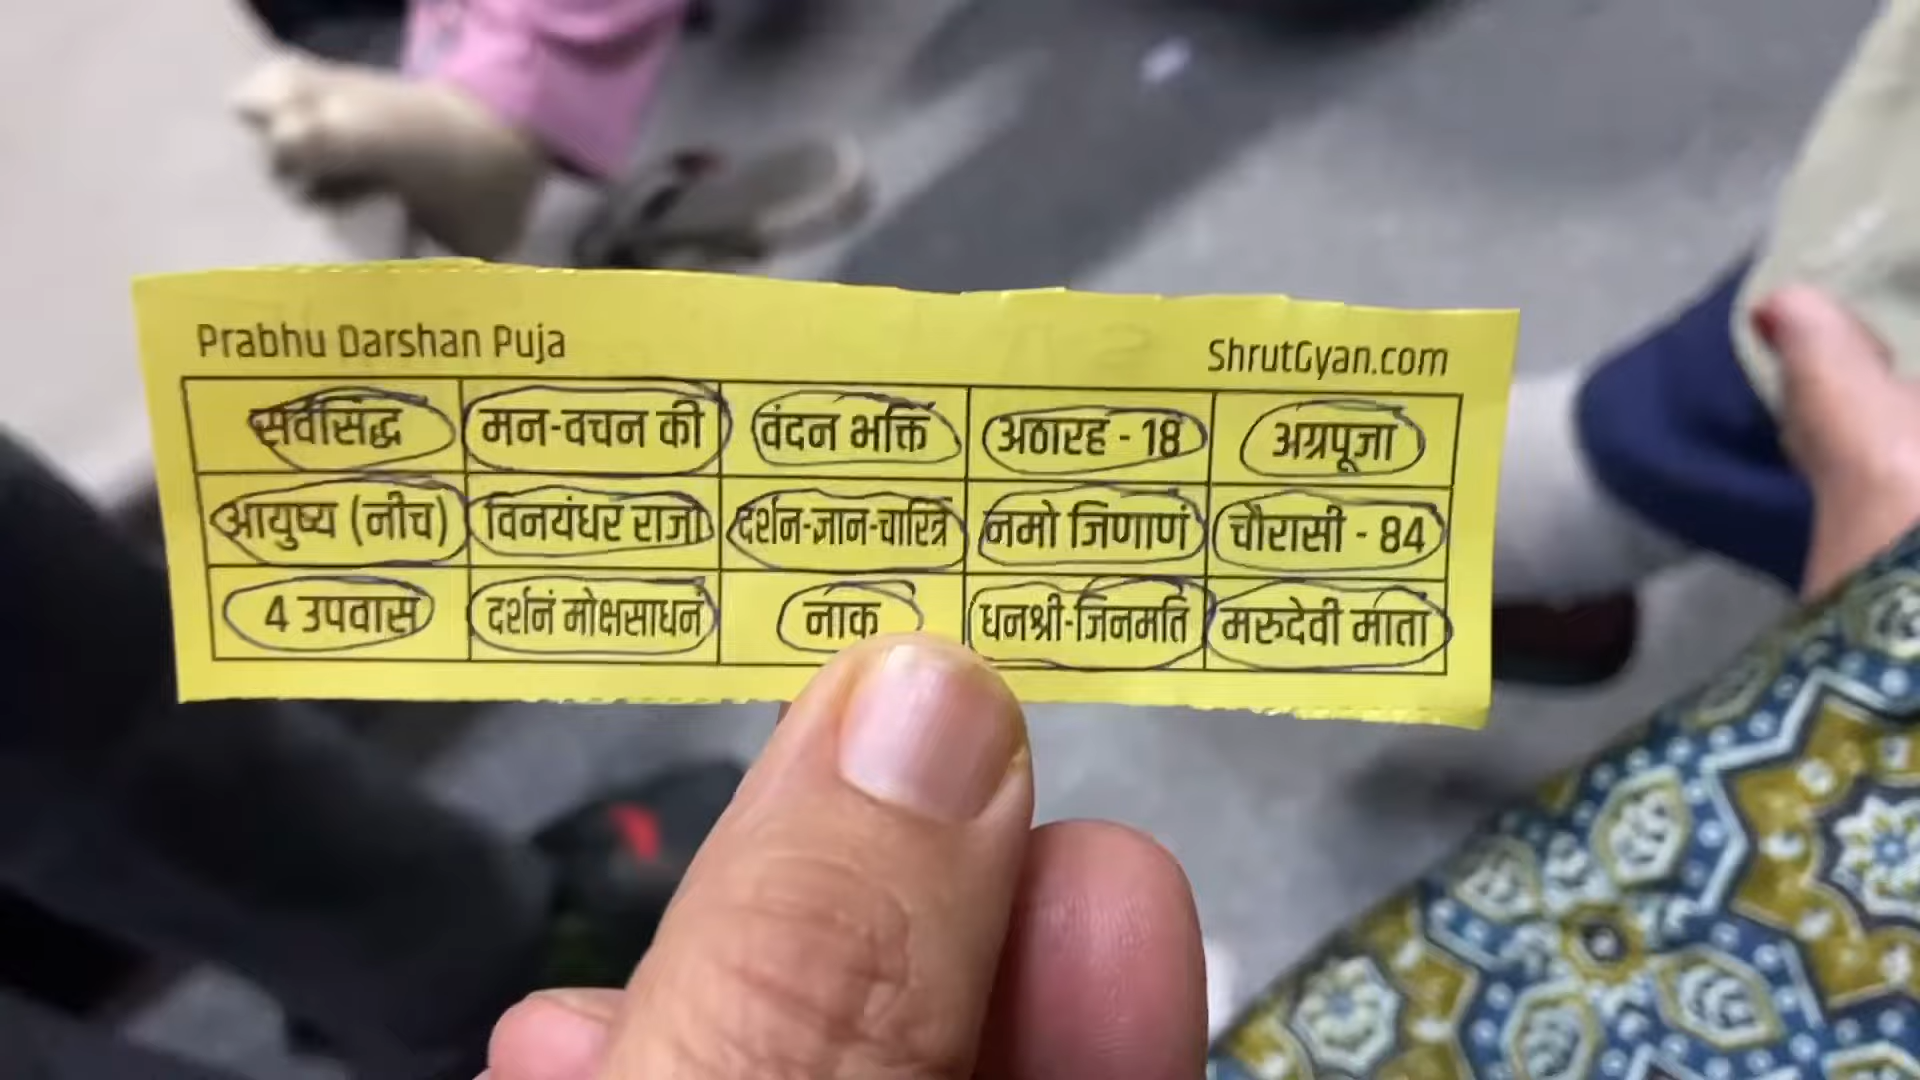 Prabhu Darshan Puja ShrutGyan.com
सर्वसिद्ध मन-वचन की वंदन भक्ति अठारह - 18 अग्रपूजा
आयुष्य (नीच) विनयंधर राजा दर्शन-ज्ञान-चारित्र नमो जिणाणं चौरासी - 84
4 उपवास दर्शनं मोक्षसाधनं नाक धनश्री-जिनमति मरुदेवी माता